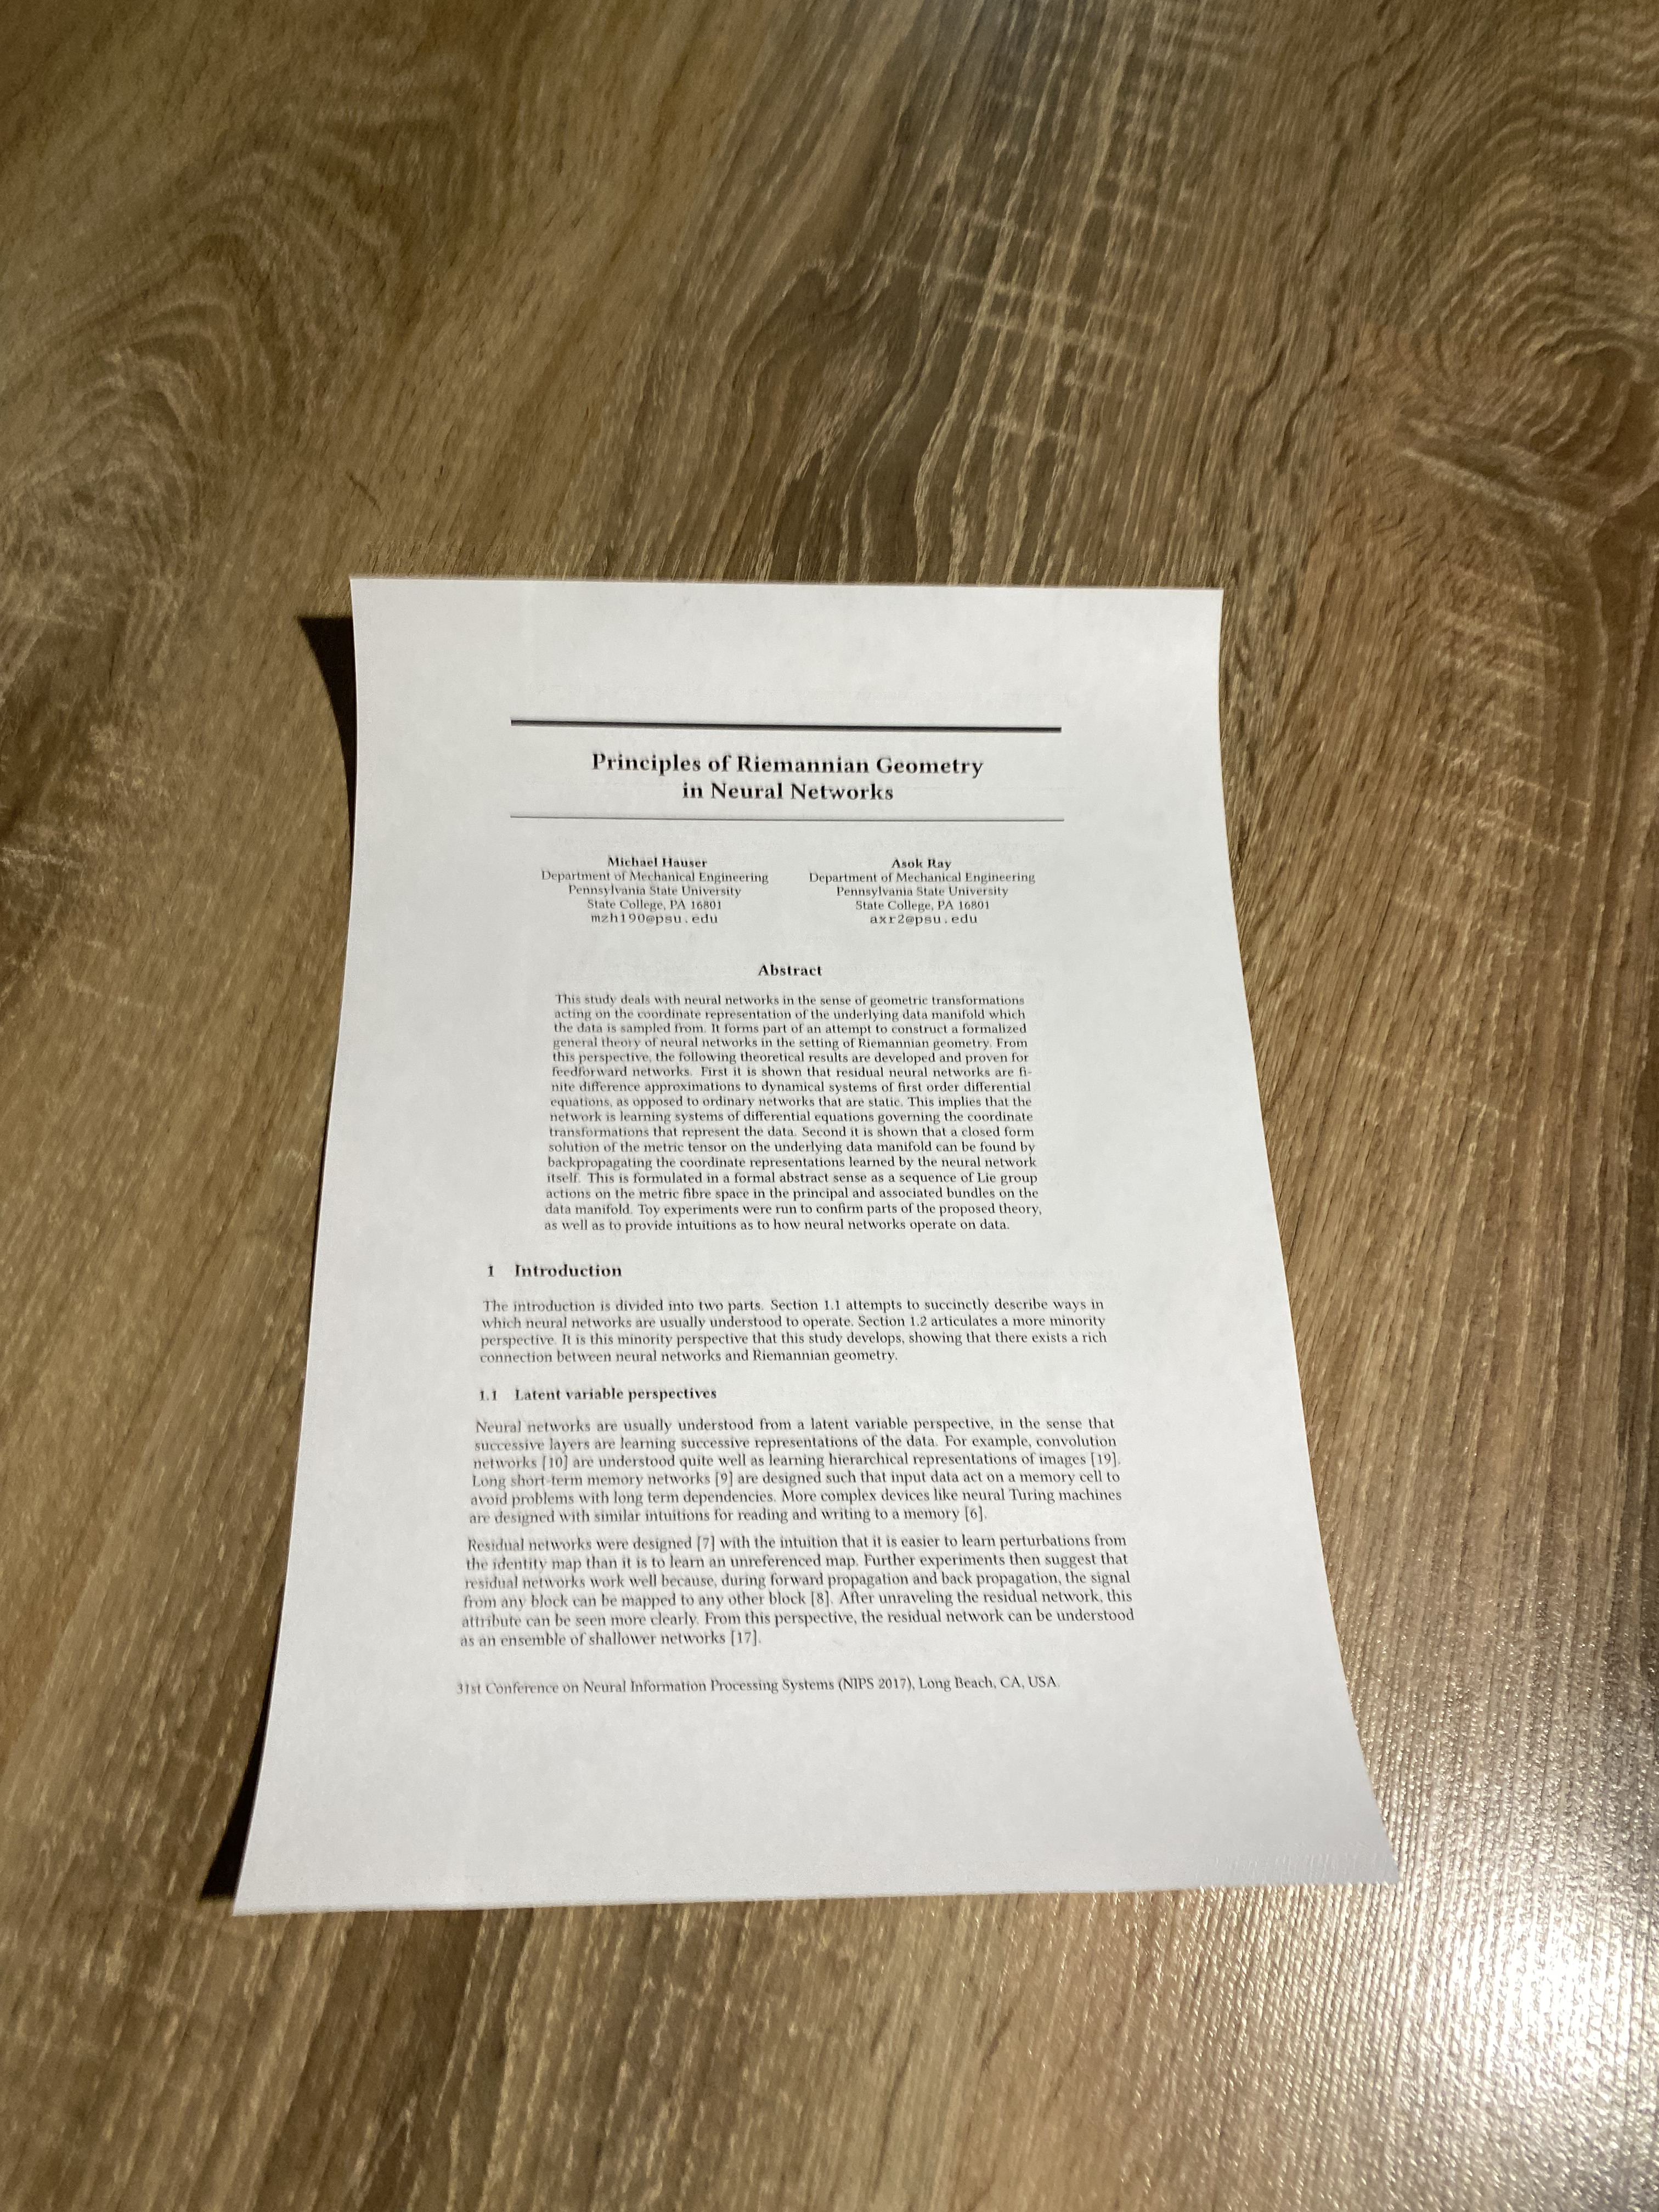 Principles of Riemannian Geometry
in Neural Networks
Michael Hauser
Department of Mechanical Engineering
Pennsylvania State University
State College, PA 16801
mzh190@psu.edu
Asok Ray
Department of Mechanical Engineering
Pennsylvania State University
State College, PA 16801
axr2@psu.edu
Abstract
This study deals with neural networks in the sense of geometric transformations
acting on the coordinate representation of the underlying data manifold which
the data is sampled from. It forms part of an attempt to construct a formalized
general theory of neural networks in the setting of Riemannian geometry. From
this perspective, the following theoretical results are developed and proven for
feedforward networks. First it is shown that residual neural networks are fi-
nite difference approximations to dynamical systems of first order differential
equations, as opposed to ordinary networks that are static. This implies that the
network is learning systems of differential equations governing the coordinate
transformations that represent the data. Second it is shown that a closed form
solution of the metric tensor on the underlying data manifold can be found by
backpropagating the coordinate representations learned by the neural network
itself. This is formulated in a formal abstract sense as a sequence of Lie group
actions on the metric fibre space in the principal and associated bundles on the
data manifold. Toy experiments were run to confirm parts of the proposed theory,
as well as to provide intuitions as to how neural networks operate on data.
1 Introduction
The introduction is divided into two parts. Section 1.1 attempts to succinctly describe ways in
which neural networks are usually understood to operate. Section 1.2 articulates a more minority
perspective. It is this minority perspective that this study develops, showing that there exists a rich
connection between neural networks and Riemannian geometry.
1.1 Latent variable perspectives
Neural networks are usually understood from a latent variable perspective, in the sense that
successive layers are learning successive representations of the data. For example, convolution
networks [10] are understood quite well as learning hierarchical representations of images [19].
Long short-term memory networks [9] are designed such that input data act on a memory cell to
avoid problems with long term dependencies. More complex devices like neural Turing machines
are designed with similar intuitions for reading and writing to a memory [6].
Residual networks were designed [7] with the intuition that it is easier to learn perturbations from
the identity map than it is to learn an unreferenced map. Further experiments then suggest that
residual networks work well because, during forward propagation and back propagation, the signal
from any block can be mapped to any other block [8]. After unraveling the residual network, this
attribute can be seen more clearly. From this perspective, the residual network can be understood
as an ensemble of shallower networks [17].
31st Conference on Neural Information Processing Systems (NIPS 2017), Long Beach, CA, USA.